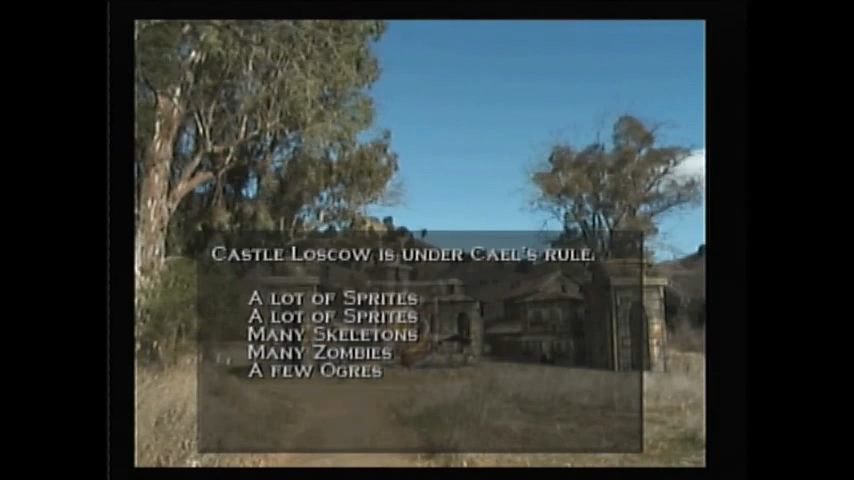 Castle Loscow is under Cael's rule.
A lot of Sprites
A lot of Sprites
Many Skeletons
Many Zombies
A few Ogres